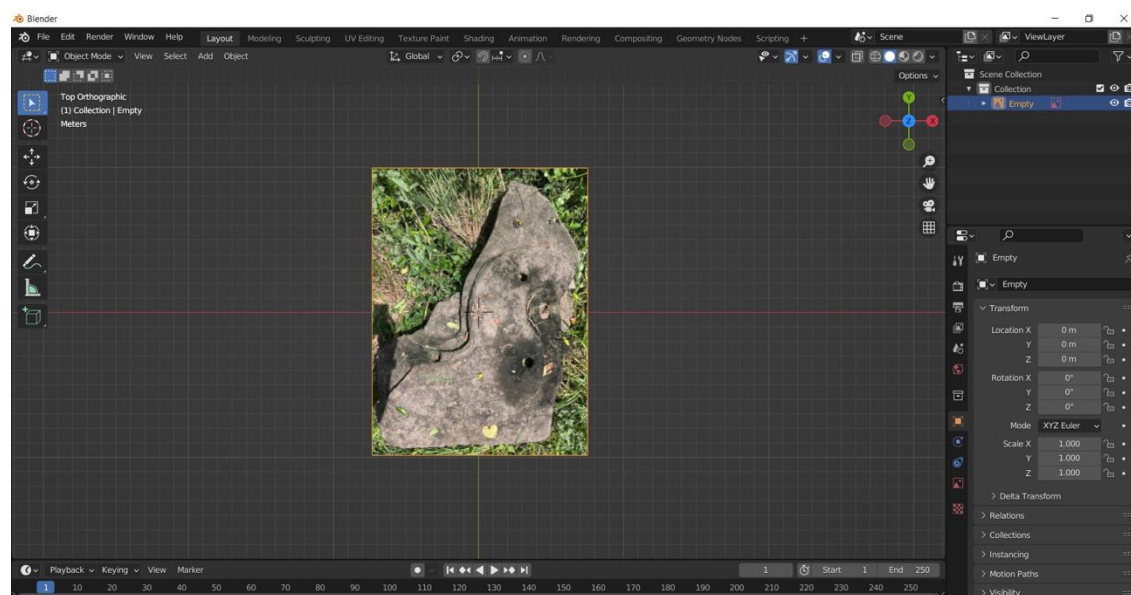 Blender
File Edit Render Window Help Layout Modeling Sculpting UV Editing Texture Paint Shading Animation Rendering Compositing Geometry Nodes Scripting + Scene ViewLayer
Object Mode View Select Add Object Global
Options
Top Orthographic
(1) Collection | Empty
Meters
Y
Z
X
Scene Collection
Collection
Empty
Empty
Empty
Transform
Location X 0 m
Y 0 m
Z 0 m
Rotation X 0°
Y 0°
Z 0°
Mode XYZ Euler
Scale X 1.000
Y 1.000
Z 1.000
Delta Transform
Relations
Collections
Instancing
Motion Paths
Visibility
Playback Keying View Marker 1 Start 1 End 250
1 10 20 30 40 50 60 70 80 90 100 110 120 130 140 150 160 170 180 190 200 210 220 230 240 250